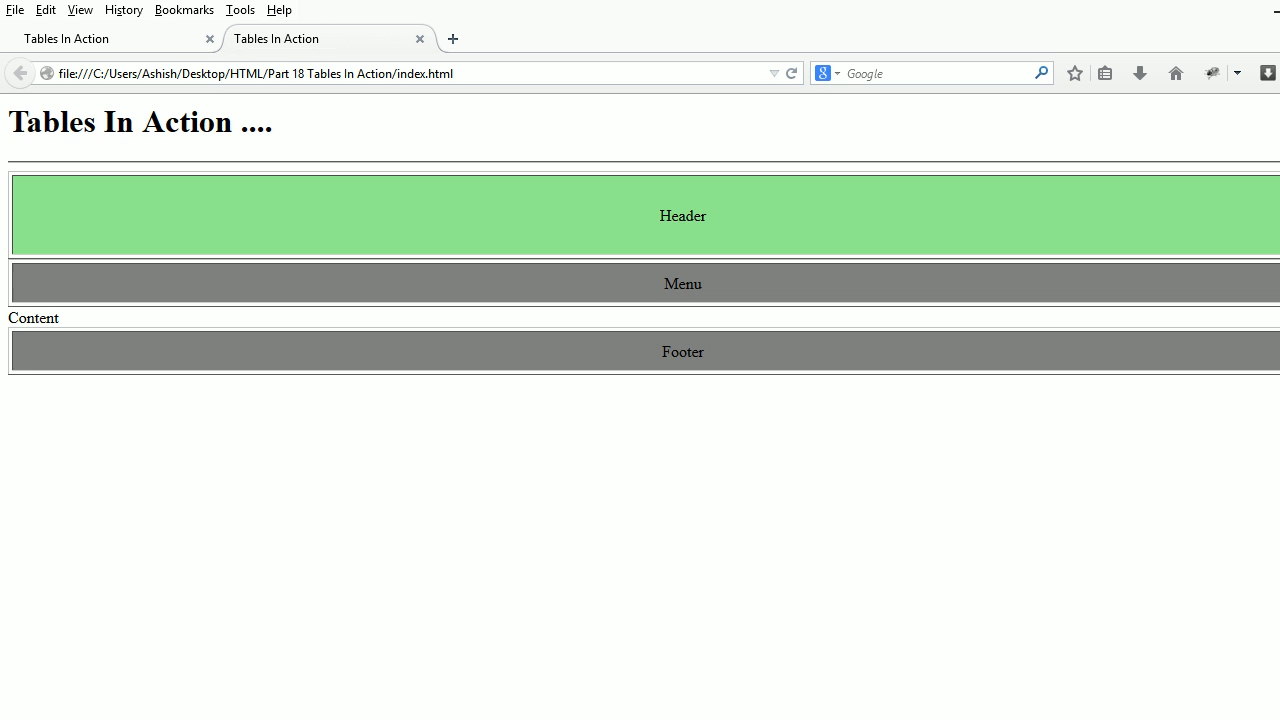 File Edit View History Bookmarks Tools Help
Tables In Action Tables In Action
file:///C:/Users/Ashish/Desktop/HTML/Part 18 Tables In Action/index.html 8 Google
Tables In Action ....
Header
Menu
Content
Footer